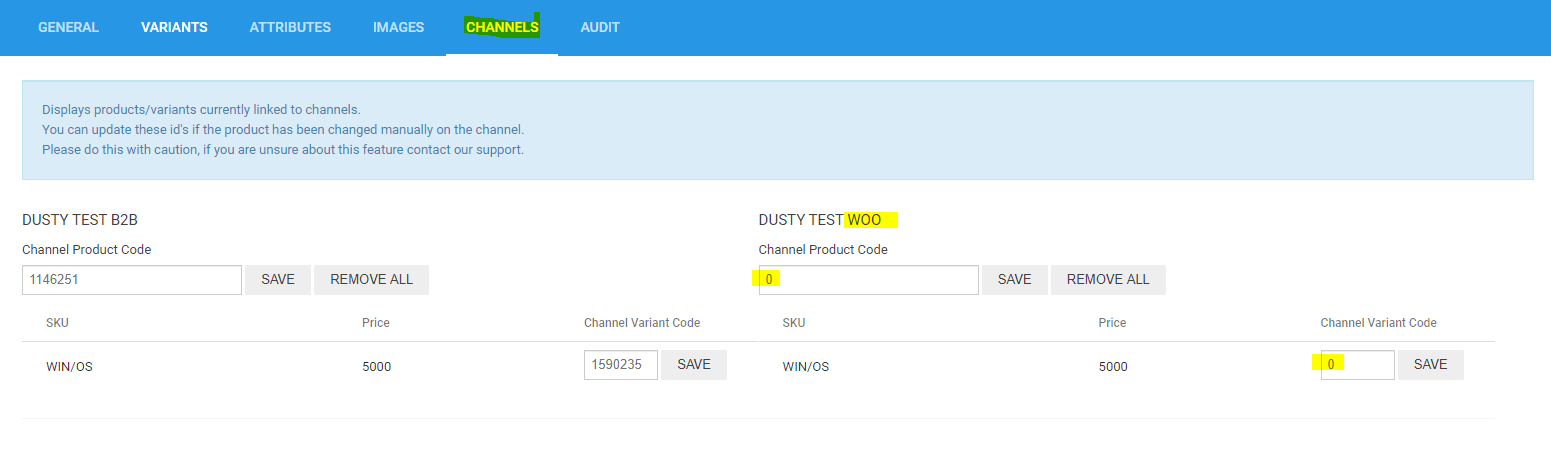 GENERAL VARIANTS ATTRIBUTES IMAGES CHANNELS AUDIT
Displays products/variants currently linked to channels.
You can update these id's if the product has been changed manually on the channel.
Please do this with caution, if you are unsure about this feature contact our support.
DUSTY TEST B2B
Channel Product Code
1146251 SAVE REMOVE ALL
SKU Price Channel Variant Code
WIN/OS 5000 1590235 SAVE
DUSTY TEST WOO
Channel Product Code
0 SAVE REMOVE ALL
SKU Price Channel Variant Code
WIN/OS 5000 0 SAVE